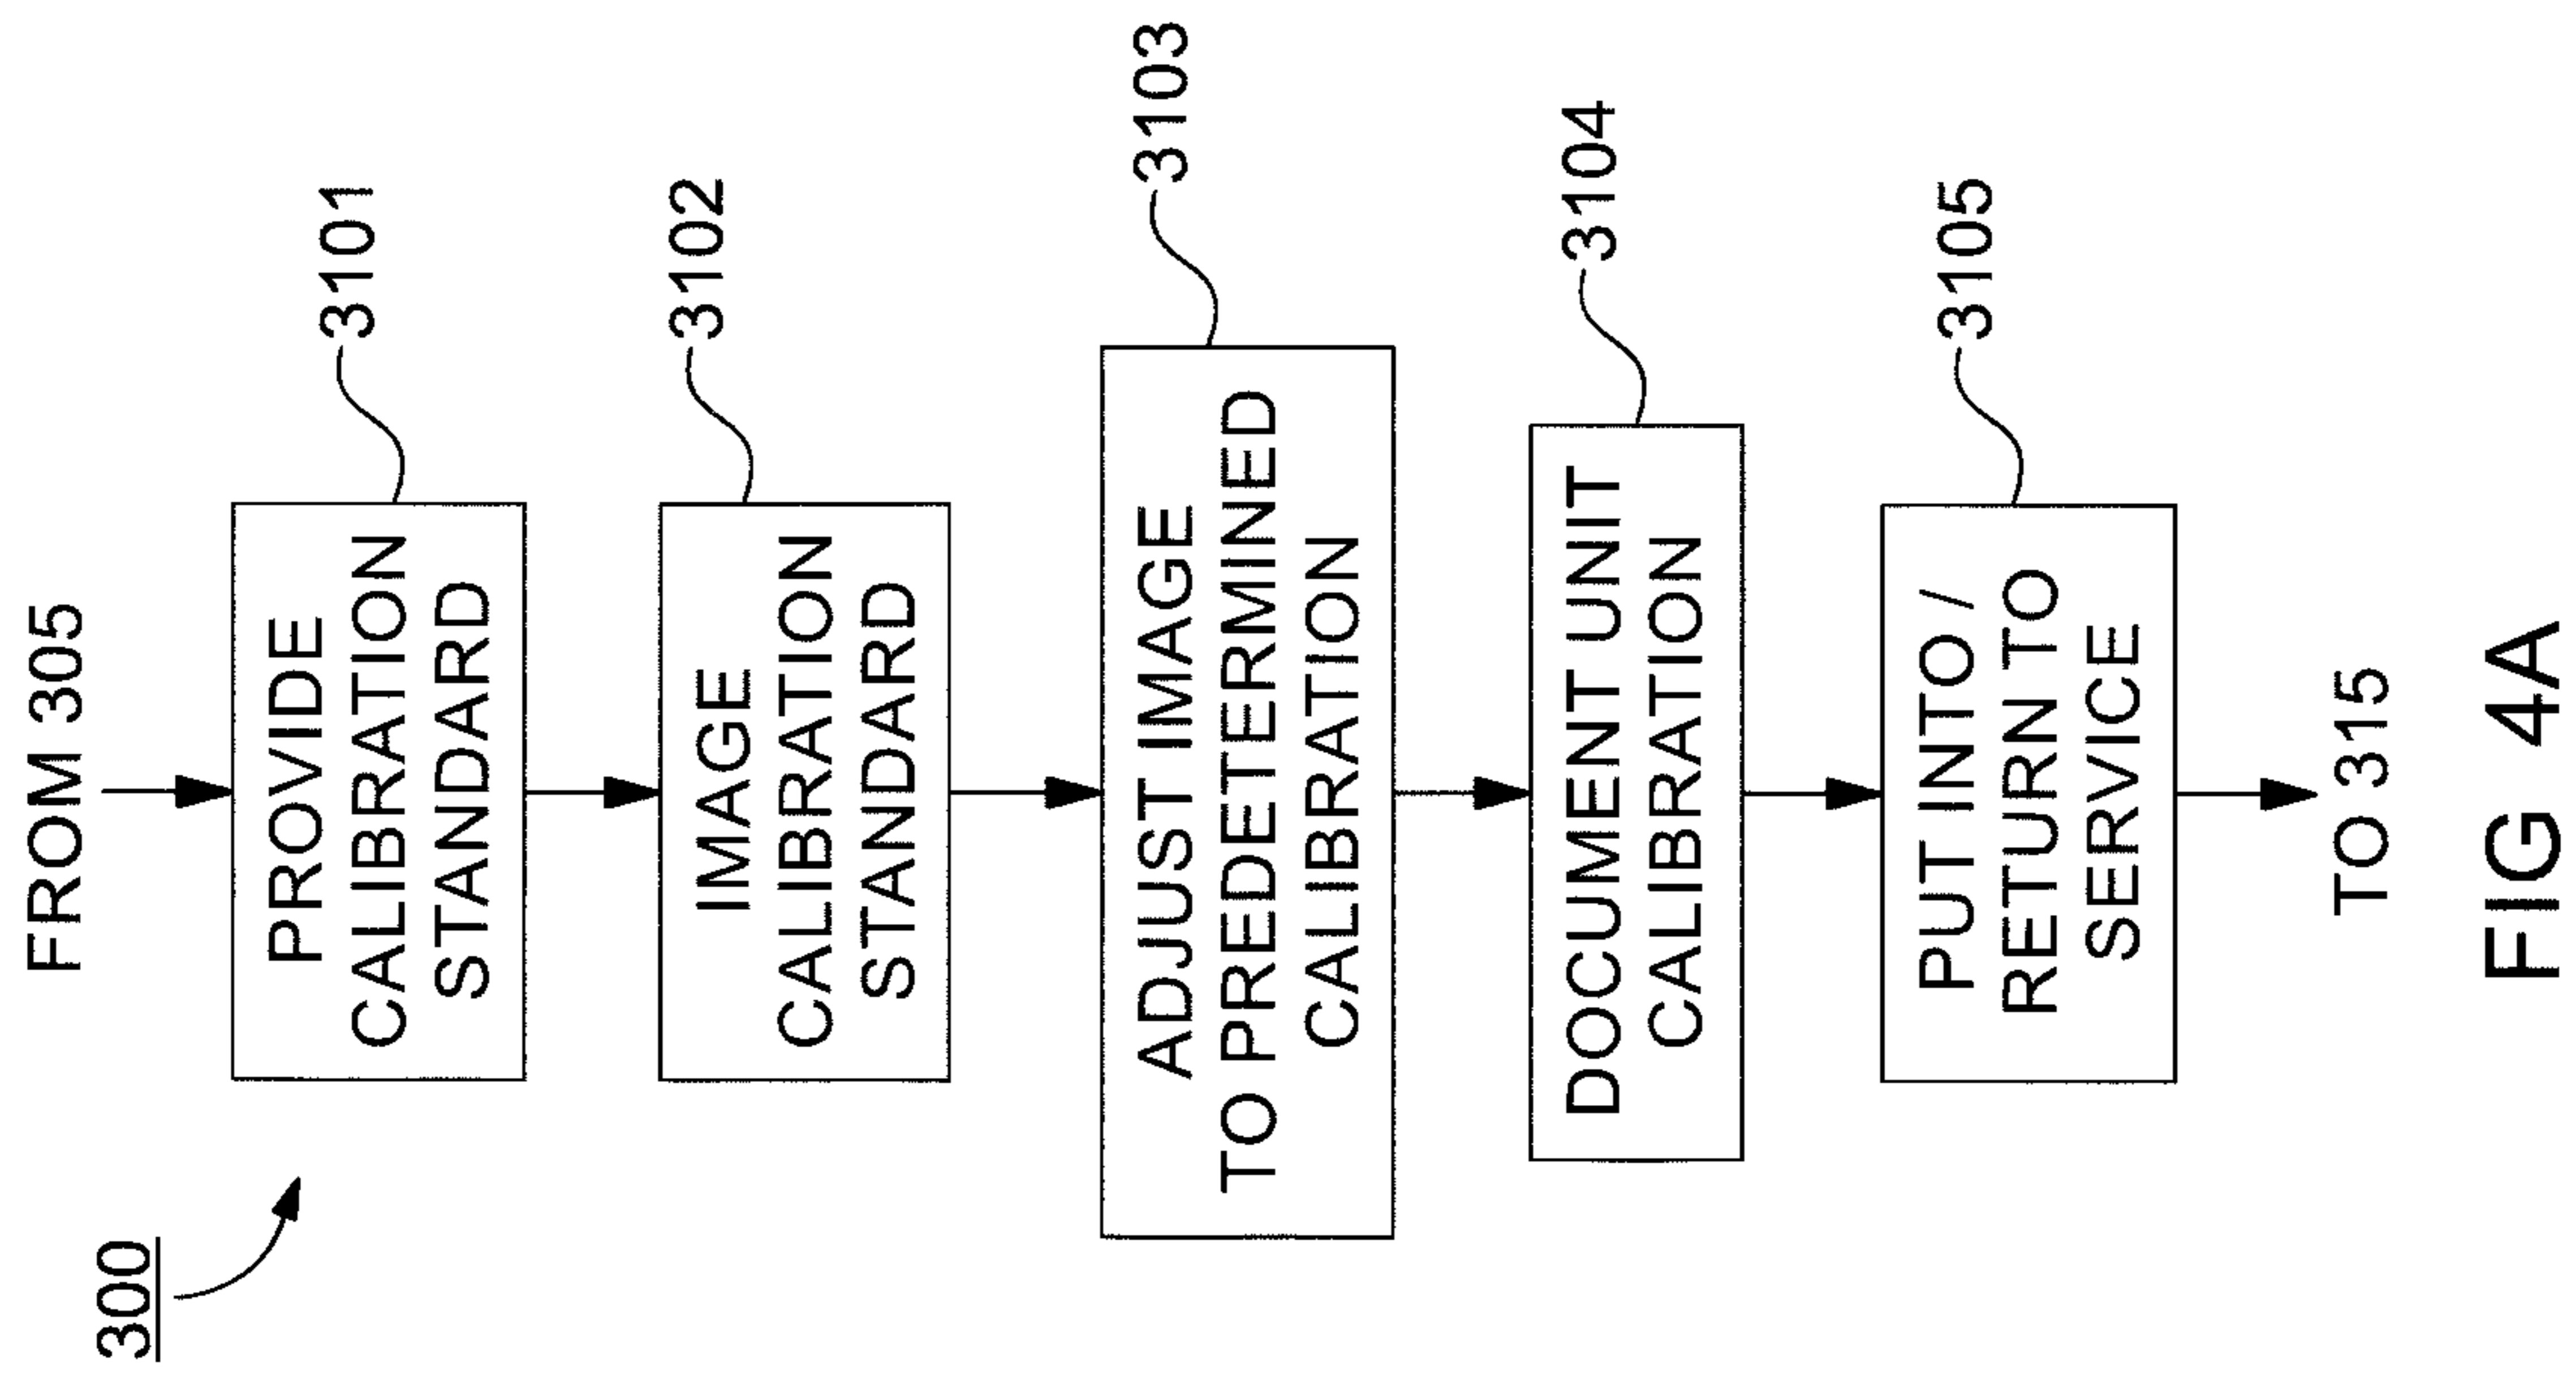 300
FROM 305
PROVIDE
CALIBRATION
STANDARD
3101
IMAGE
CALIBRATION
STANDARD
3102
ADJUST IMAGE
TO PREDETERMINED
CALIBRATION
3103
DOCUMENT UNIT
CALIBRATION
3104
PUT INTO /
RETURN TO
SERVICE
3105
TO 315
FIG 4A